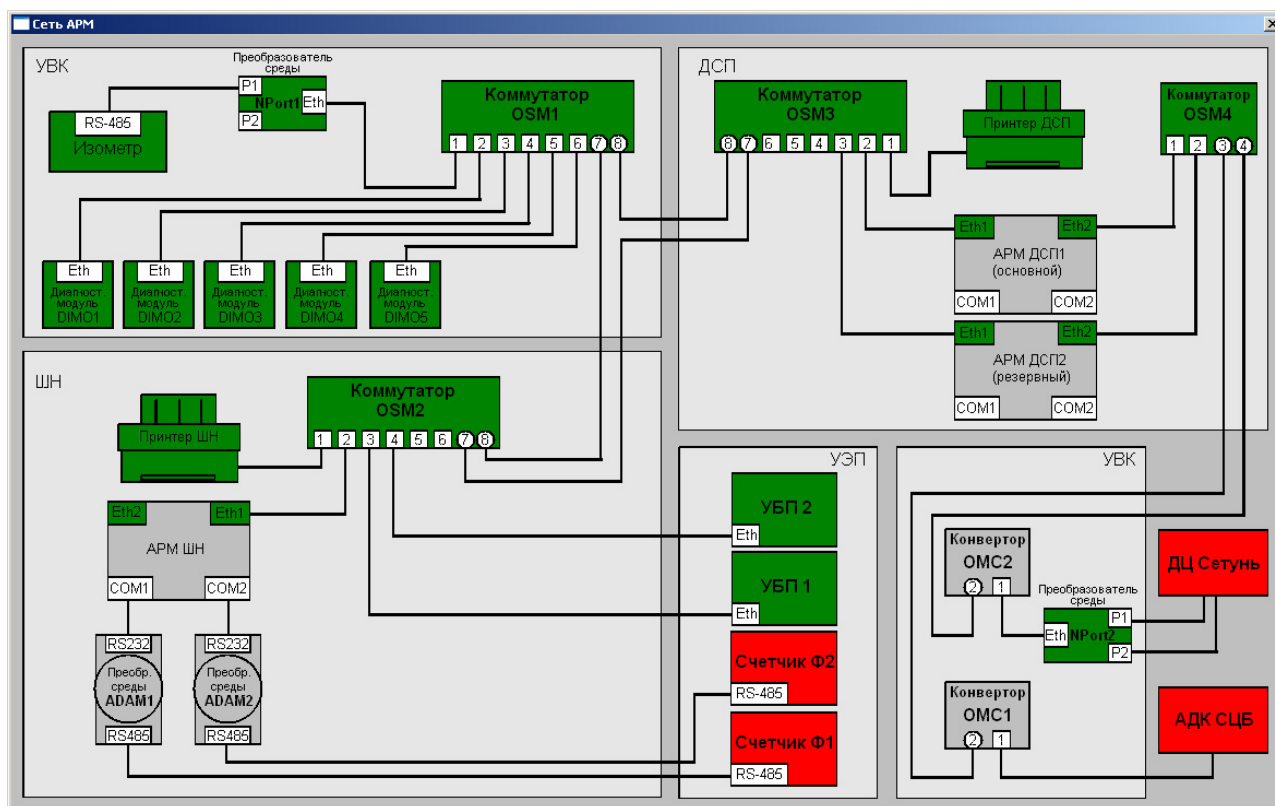 Сеть АРМ
УВК
Преобразователь
среды
P1
NPort1
Eth
P2
RS-485
Изометр
Коммутатор
OSM1
1 2 3 4 5 6 7 8
Eth
Диагност.
модуль
DIMO1
Eth
Диагност.
модуль
DIMO2
Eth
Диагност.
модуль
DIMO3
Eth
Диагност.
модуль
DIMO4
Eth
Диагност.
модуль
DIMO5
ДСП
Коммутатор
OSM3
8 7 6 5 4 3 2 1
Принтер ДСП
Коммутатор
OSM4
1 2 3 4
Eth1
Eth2
АРМ ДСП1
(основной)
COM1
COM2
Eth1
Eth2
АРМ ДСП2
(резервный)
COM1
COM2
ШН
Принтер ШН
Коммутатор
OSM2
1 2 3 4 5 6 7 8
Eth2
Eth1
АРМ ШН
COM1
COM2
RS232
Преобр.
среды
ADAM1
RS485
RS232
Преобр.
среды
ADAM2
RS485
УЭП
УБП 2
Eth
УБП 1
Eth
Счетчик Ф2
RS-485
Счетчик Ф1
RS-485
УВК
Конвертор
OMC2
2 1
Преобразователь
среды
P1
Eth
NPort2
P2
Конвертор
OMC1
2 1
ДЦ Сетунь
АДК СЦБ